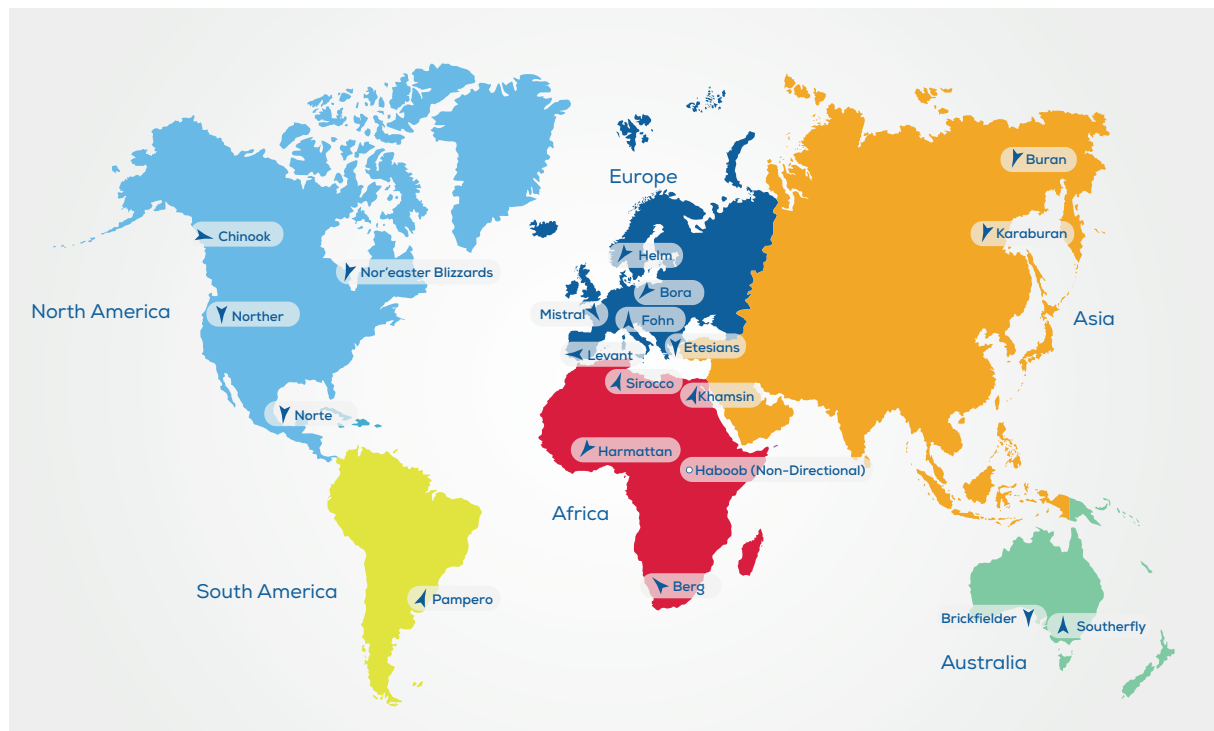 Europe
Buran
Chinook
Karaburan
Helm
Nor'easter Blizzards
Bora
North America
Norther
Mistral
Fohn
Asia
Etesians
Levant
Sirocco
Khamsin
Norte
Harmattan
Haboob (Non-Directional)
Africa
Berg
South America
Pampero
Brickfielder
Southerfly
Australia